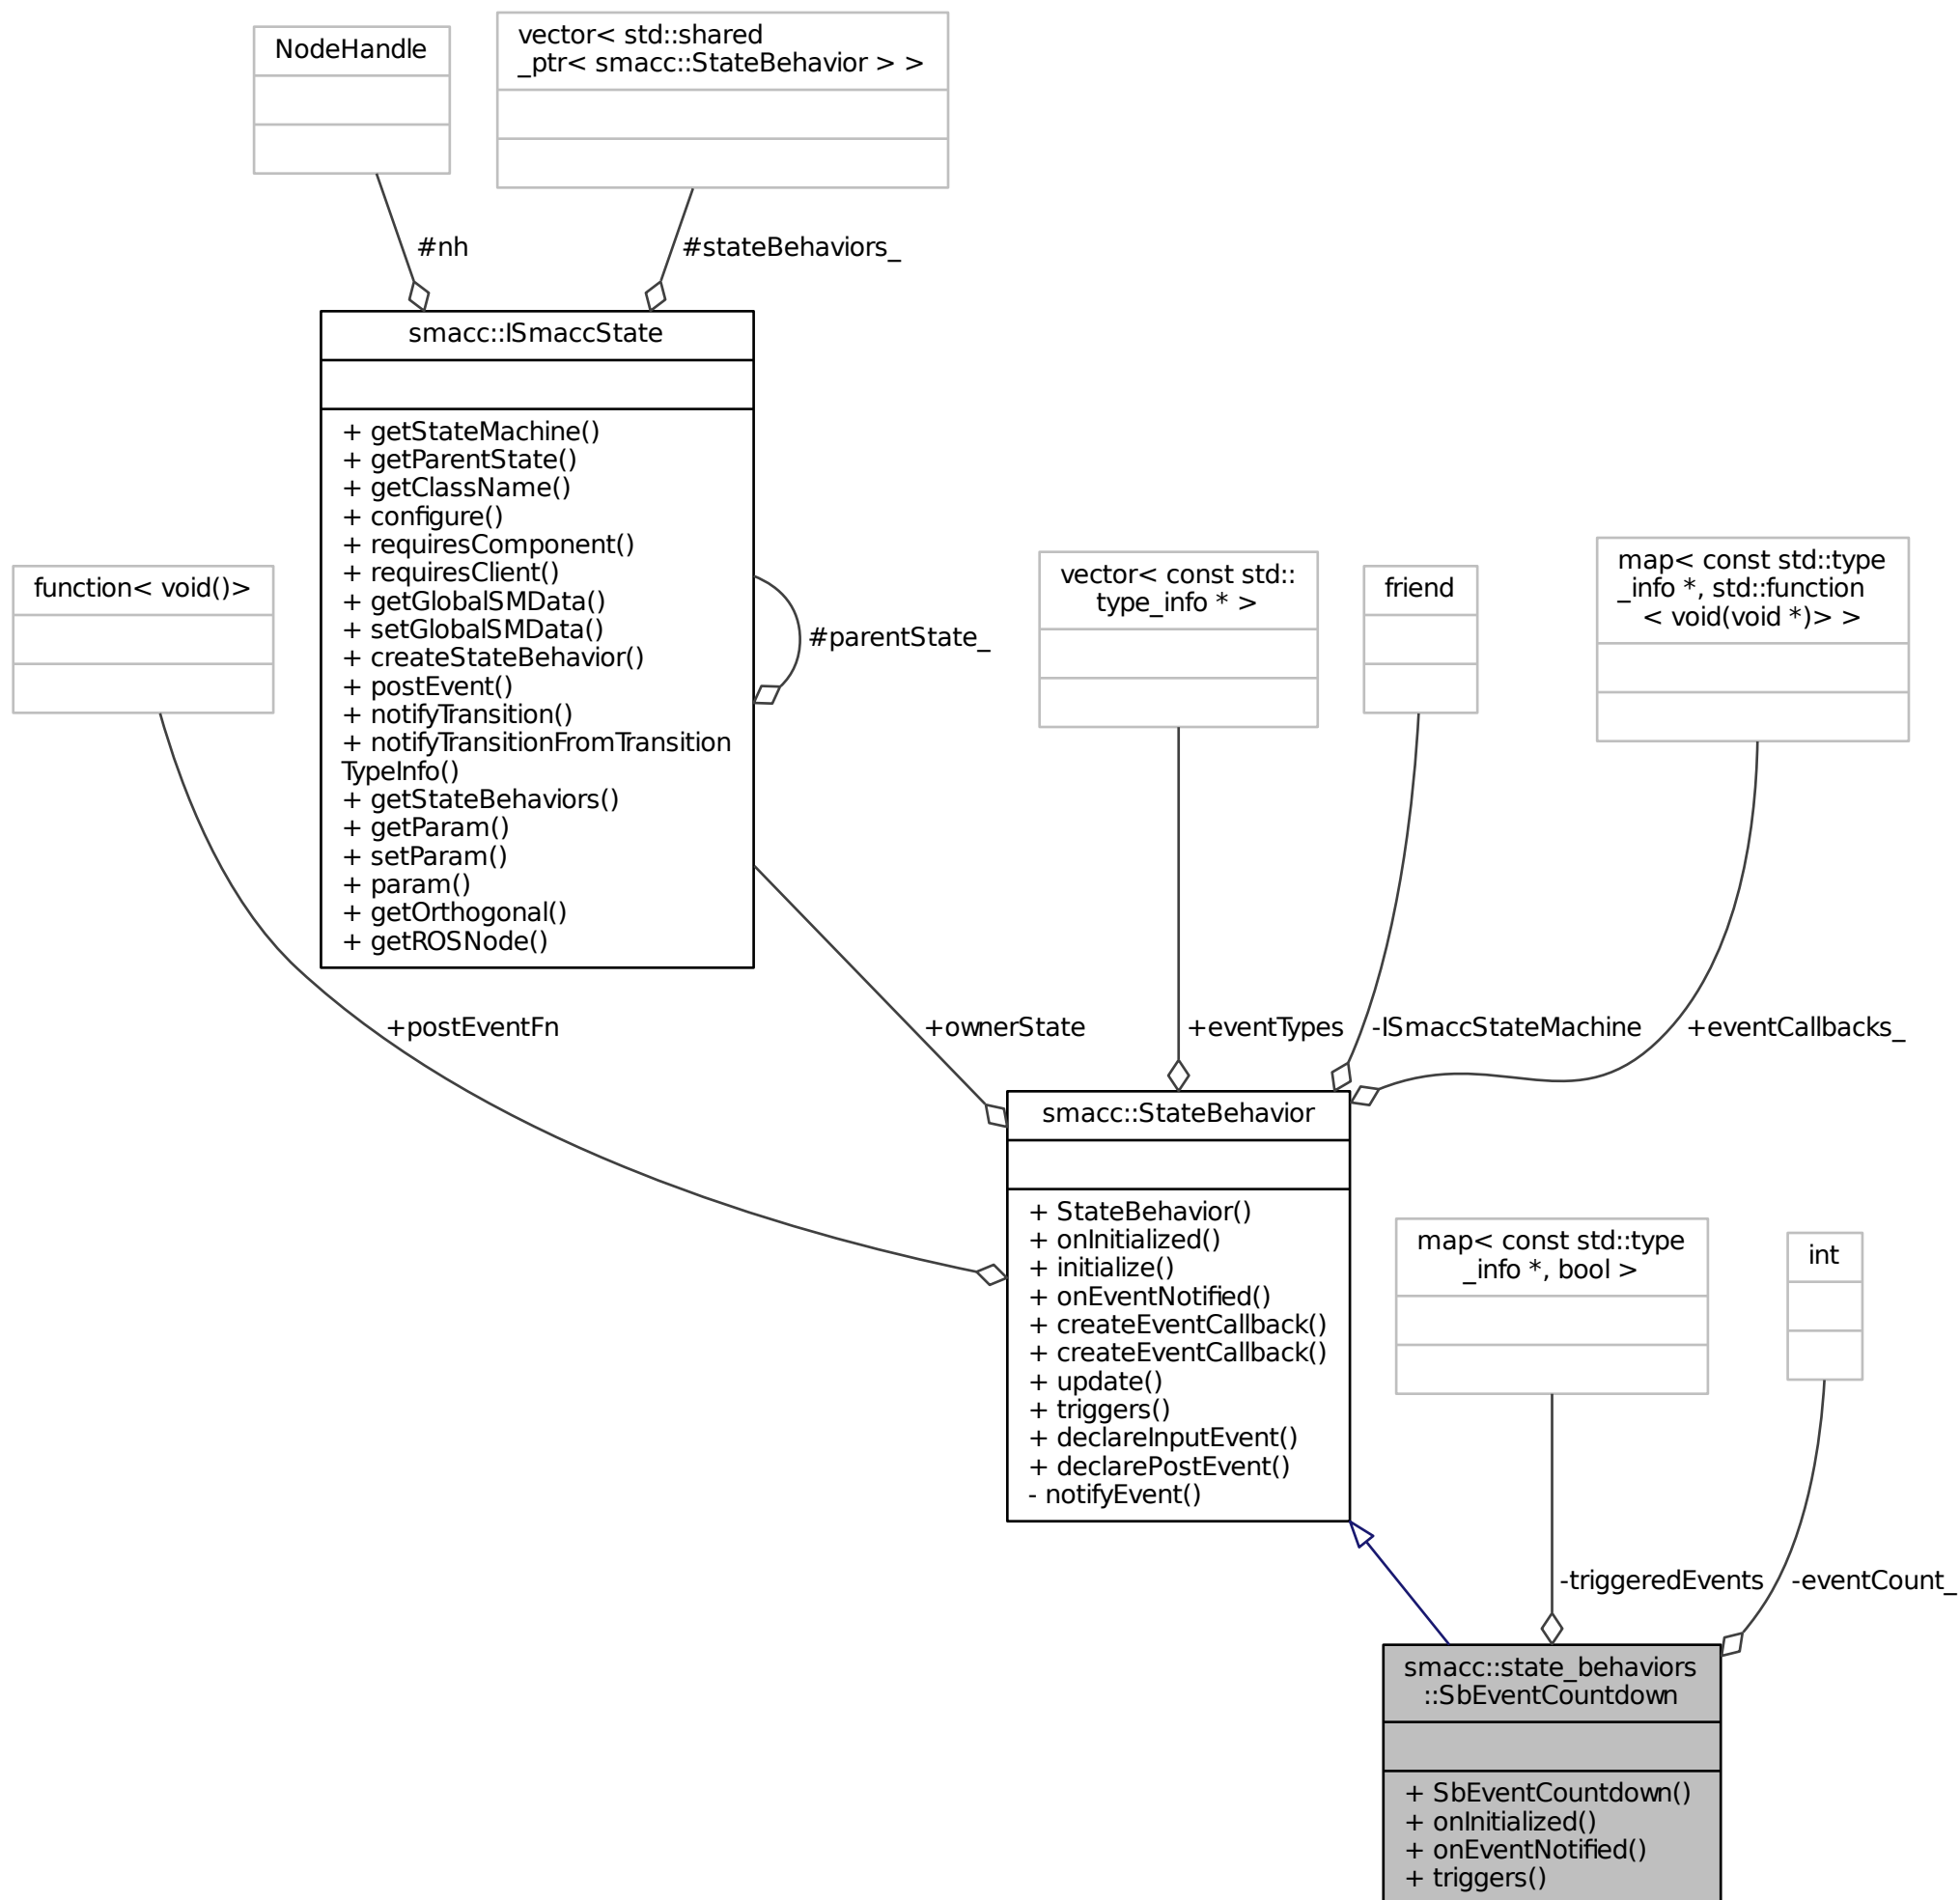 NodeHandle
vector< std::shared
_ptr< smacc::StateBehavior > >
#nh
#stateBehaviors_
smacc::ISmaccState
+ getStateMachine()
+ getParentState()
+ getClassName()
+ configure()
+ requiresComponent()
+ requiresClient()
+ getGlobalSMData()
+ setGlobalSMData()
+ createStateBehavior()
+ postEvent()
+ notifyTransition()
+ notifyTransitionFromTransition
TypeInfo()
+ getStateBehaviors()
+ getParam()
+ setParam()
+ param()
+ getOrthogonal()
+ getROSNode()
#parentState_
function< void()>
vector< const std::
type_info * >
friend
map< const std::type
_info *, std::function
< void(void *)> >
+postEventFn
+ownerState
+eventTypes
-ISmaccStateMachine
+eventCallbacks_
smacc::StateBehavior
+ StateBehavior()
+ onInitialized()
+ initialize()
+ onEventNotified()
+ createEventCallback()
+ createEventCallback()
+ update()
+ triggers()
+ declareInputEvent()
+ declarePostEvent()
- notifyEvent()
map< const std::type
_info *, bool >
int
-triggeredEvents
-eventCount_
smacc::state_behaviors
::SbEventCountdown
+ SbEventCountdown()
+ onInitialized()
+ onEventNotified()
+ triggers()